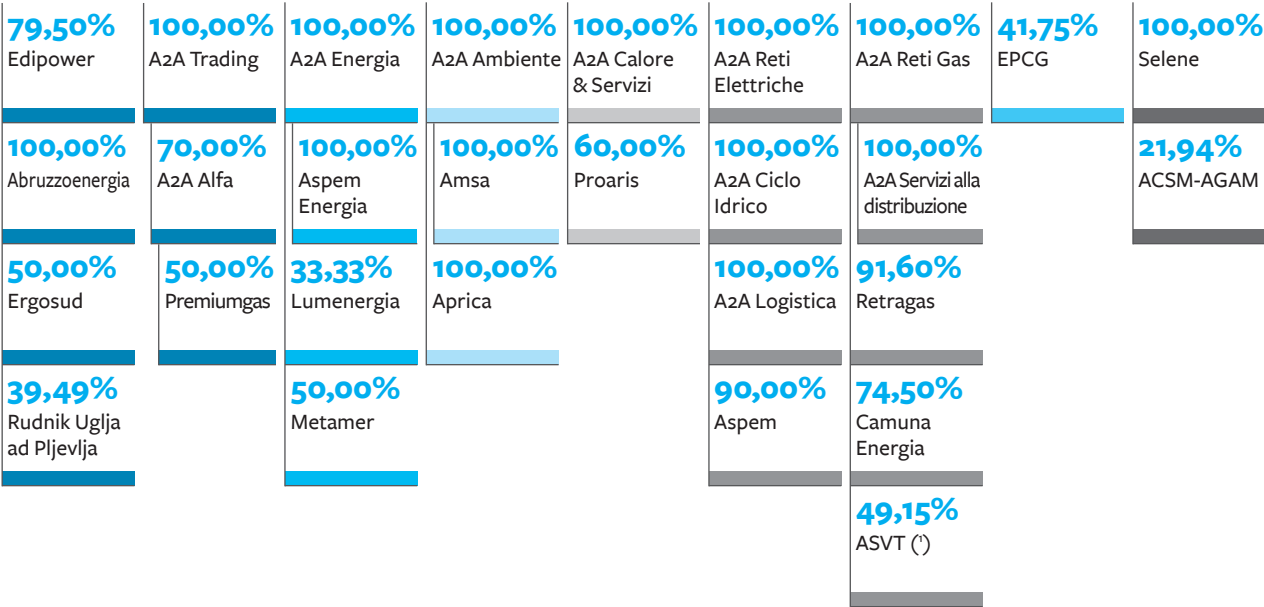 79,50%
Edipower
100,00%
A2A Trading
100,00%
A2A Energia
100,00%
A2A Ambiente
100,00%
A2A Calore
& Servizi
100,00%
A2A Reti
Elettriche
100,00%
A2A Reti Gas
41,75%
EPCG
100,00%
Selene
100,00%
Abruzzoenergia
70,00%
A2A Alfa
100,00%
Aspem
Energia
100,00%
Amsa
60,00%
Proaris
100,00%
A2A Ciclo
Idrico
100,00%
A2A Servizi alla
distribuzione
21,94%
ACSM-AGAM
50,00%
Ergosud
50,00%
Premiumgas
33,33%
Lumenergia
100,00%
Aprica
100,00%
A2A Logistica
91,60%
Retragas
39,49%
Rudnik Uglja
ad Pljevlja
50,00%
Metamer
90,00%
Aspem
74,50%
Camuna
Energia
49,15%
ASVT (¹)